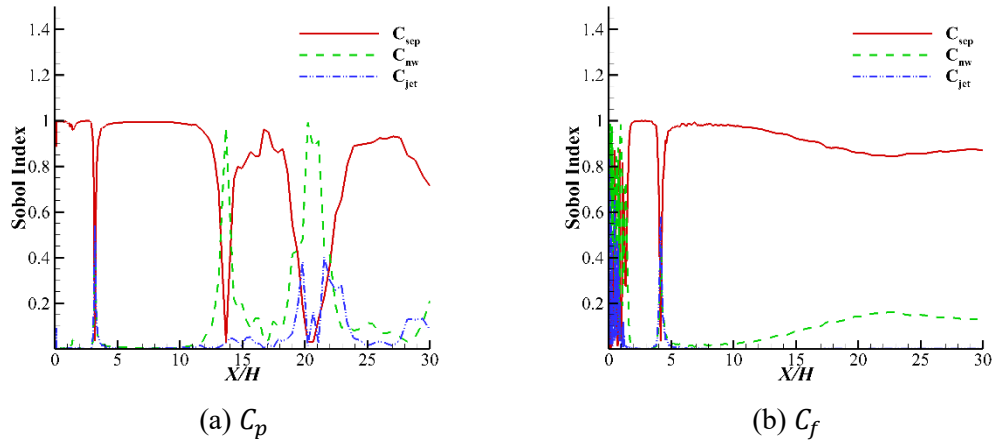 1.4
1.2
1
0.8
0.6
0.4
0.2
Sobol Index
0 5 10 15 20 25 30
X/H
C_sep
C_nw
C_jet
(a) C_p
1.4
1.2
1
0.8
0.6
0.4
0.2
Sobol Index
0 5 10 15 20 25 30
X/H
C_sep
C_nw
C_jet
(b) C_f